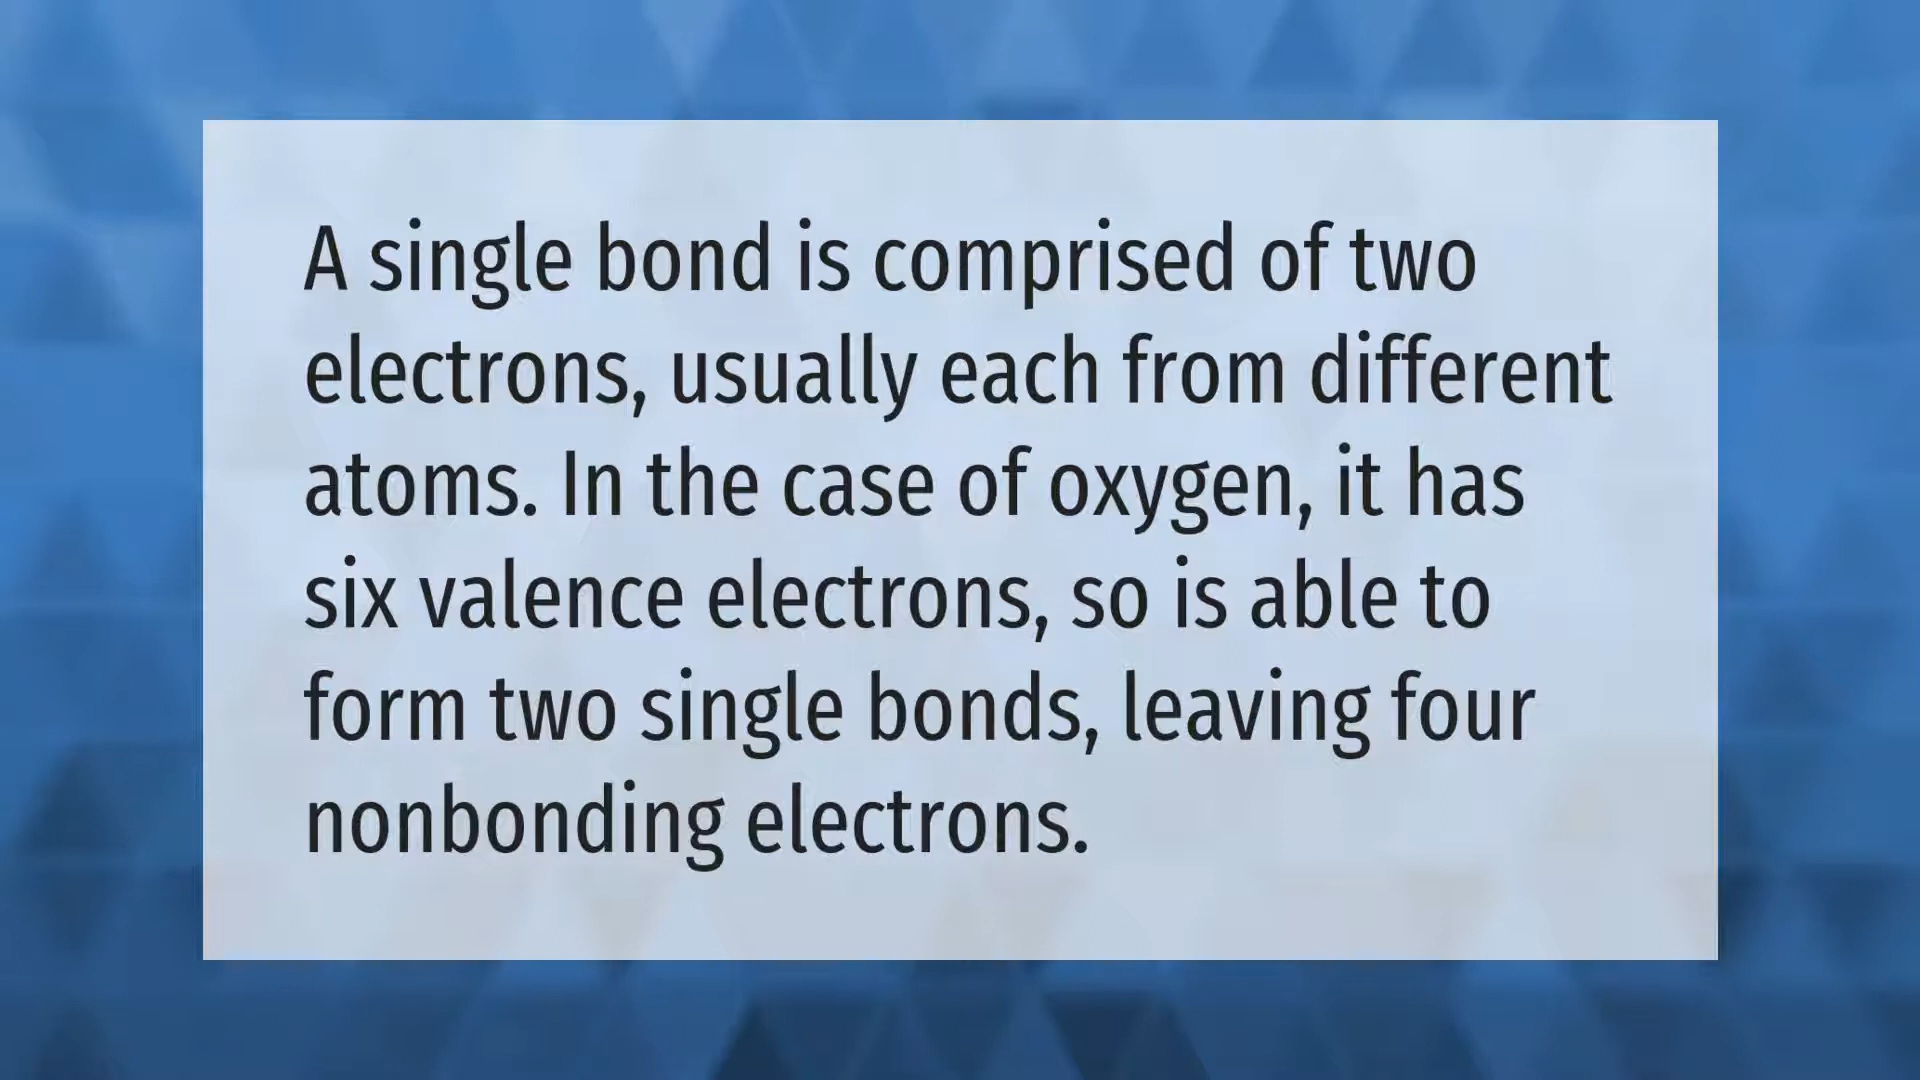 A single bond is comprised of two
electrons, usually each from different
atoms. In the case of oxygen, it has
six valence electrons, so is able to
form two single bonds, leaving four
nonbonding electrons.